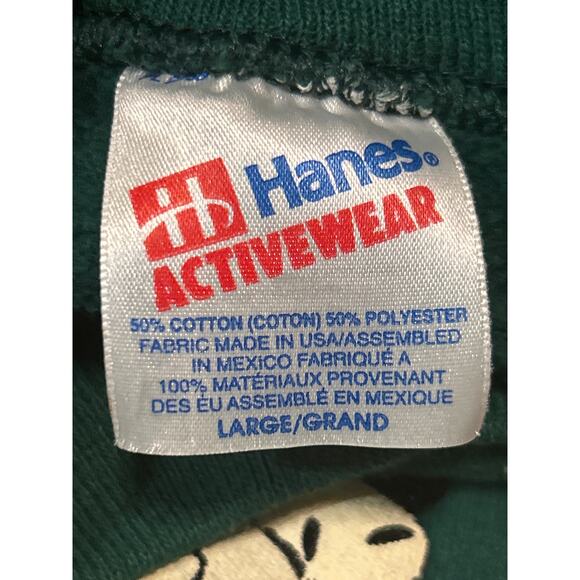 Hanes®
ACTIVEWEAR
50% COTTON (COTON) 50% POLYESTER
FABRIC MADE IN USA/ASSEMBLED
IN MEXICO FABRIQUÉ A
100% MATÉRIAUX PROVENANT
DES ÉU ASSEMBLÉ EN MEXIQUE
LARGE/GRAND